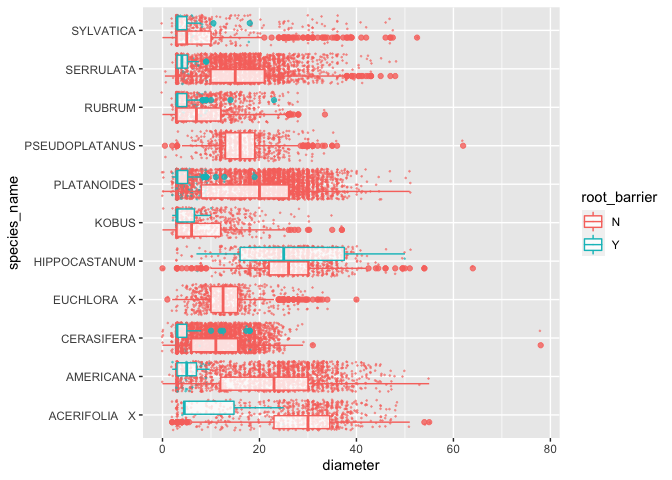 SYLVATICA
SERRULATA
RUBRUM
PSEUDOPLATANUS
PLATANOIDES
KOBUS
HIPPOCASTANUM
EUCHLORA   X
CERASIFERA
AMERICANA
ACERIFOLIA   X
species_name
0 20 40 60 80
diameter
root_barrier
N
Y